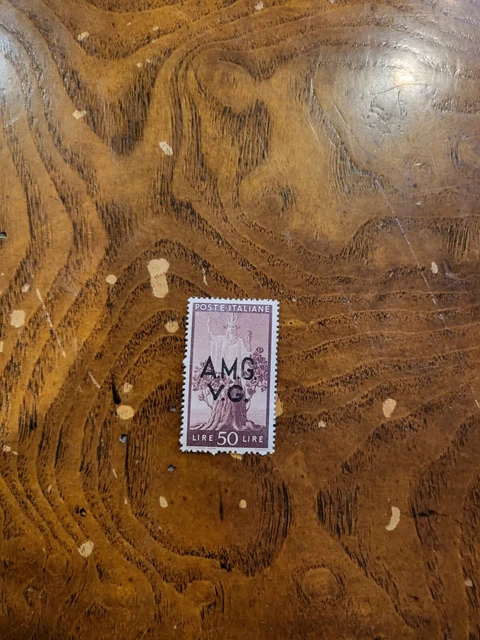 POSTE ITALIANE
A.M.G.
V.G.
LIRE 50 LIRE